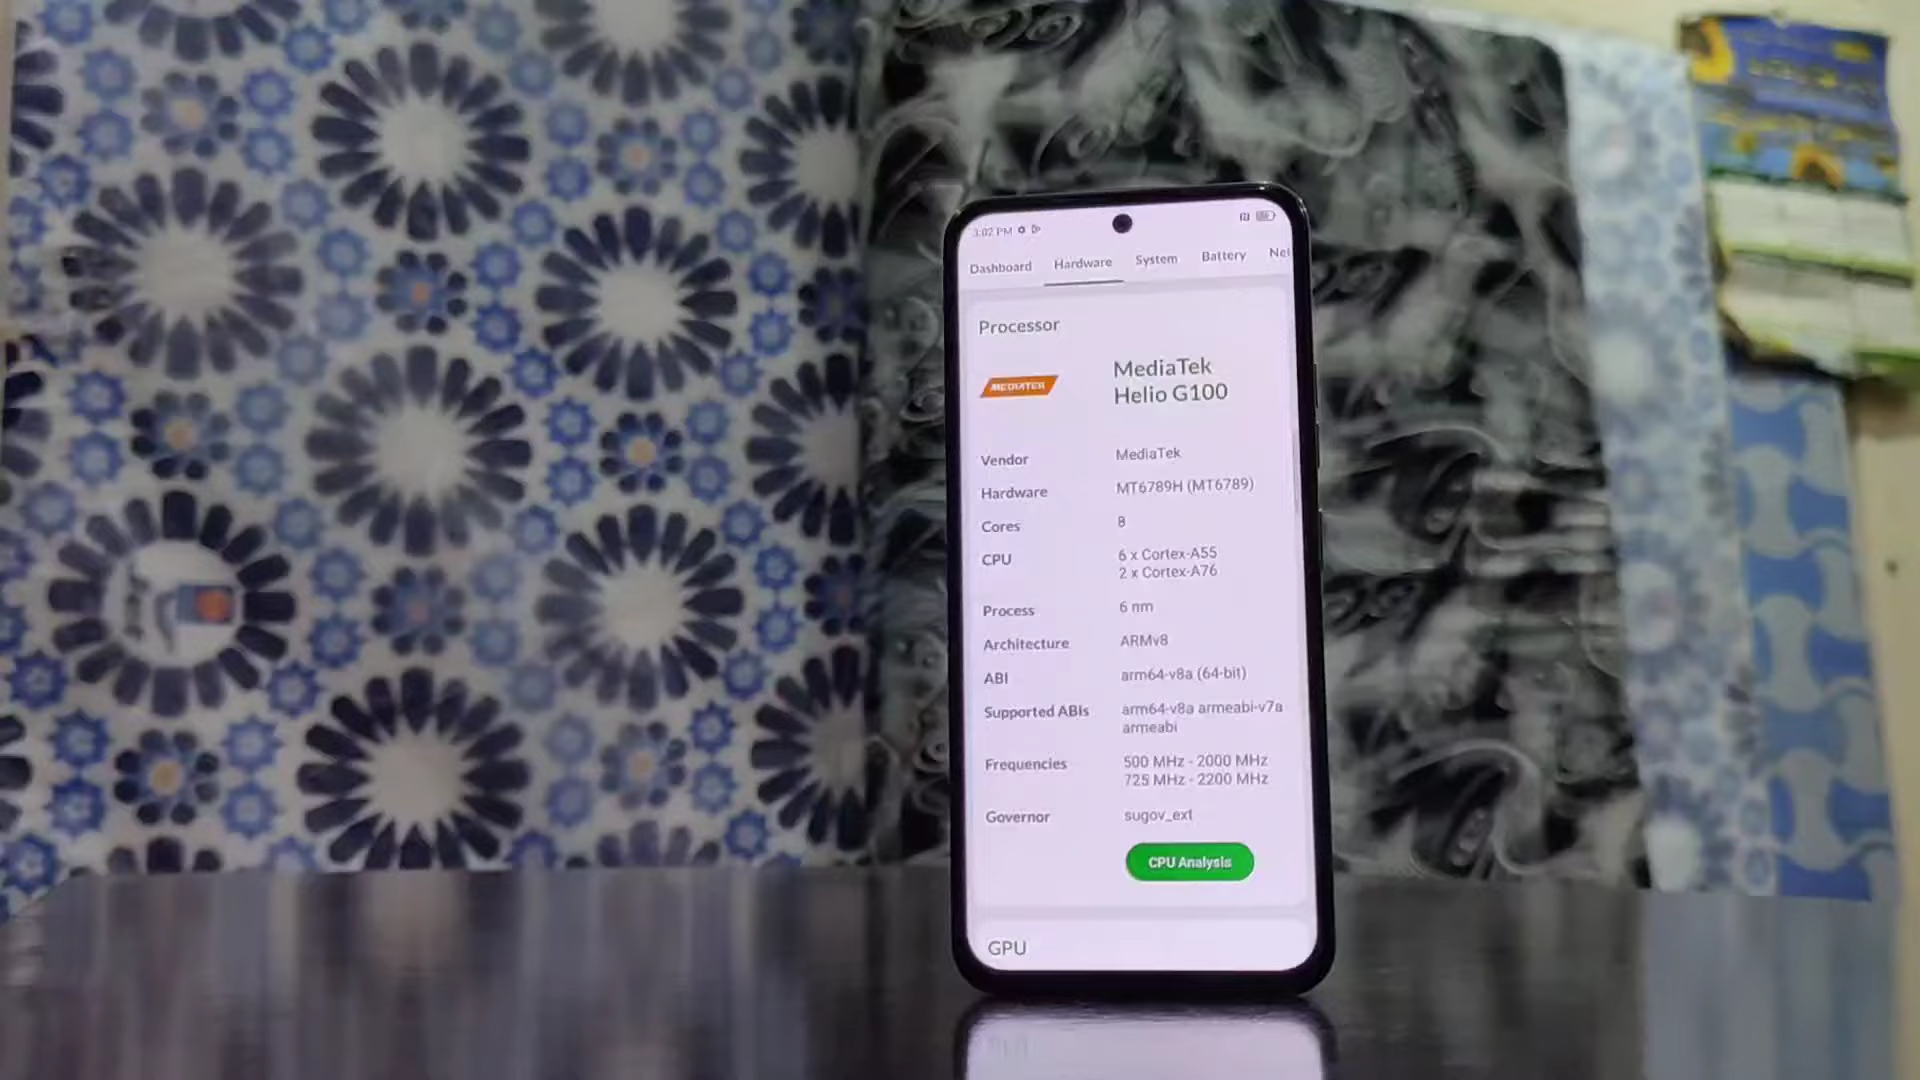 3:02 PM
Dashboard Hardware System Battery Net
Processor
MEDIATEK
MediaTek
Helio G100
Vendor MediaTek
Hardware MT6789H (MT6789)
Cores 8
CPU 6 x Cortex-A55
2 x Cortex-A76
Process 6 nm
Architecture ARMv8
ABI arm64-v8a (64-bit)
Supported ABIs arm64-v8a armeabi-v7a
armeabi
Frequencies 500 MHz - 2000 MHz
725 MHz - 2200 MHz
Governor sugov_ext
CPU Analysis
GPU